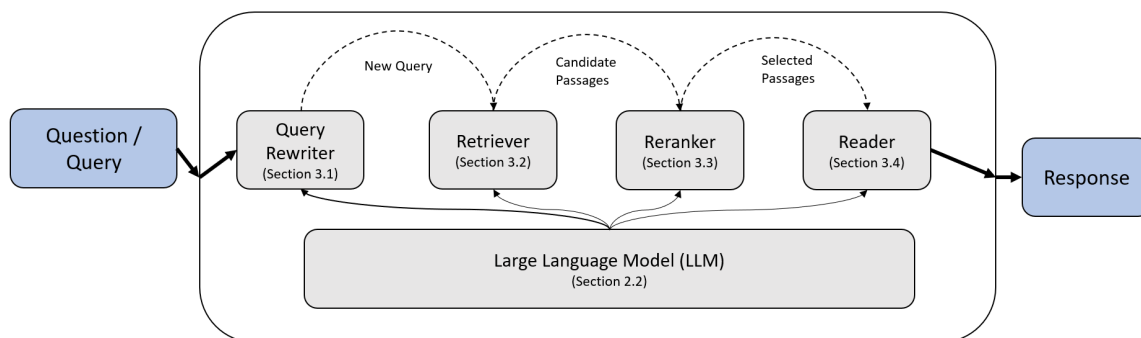 New Query
Candidate
Passages
Selected
Passages
Question /
Query
Query
Rewriter
(Section 3.1)
Retriever
(Section 3.2)
Reranker
(Section 3.3)
Reader
(Section 3.4)
Response
Large Language Model (LLM)
(Section 2.2)